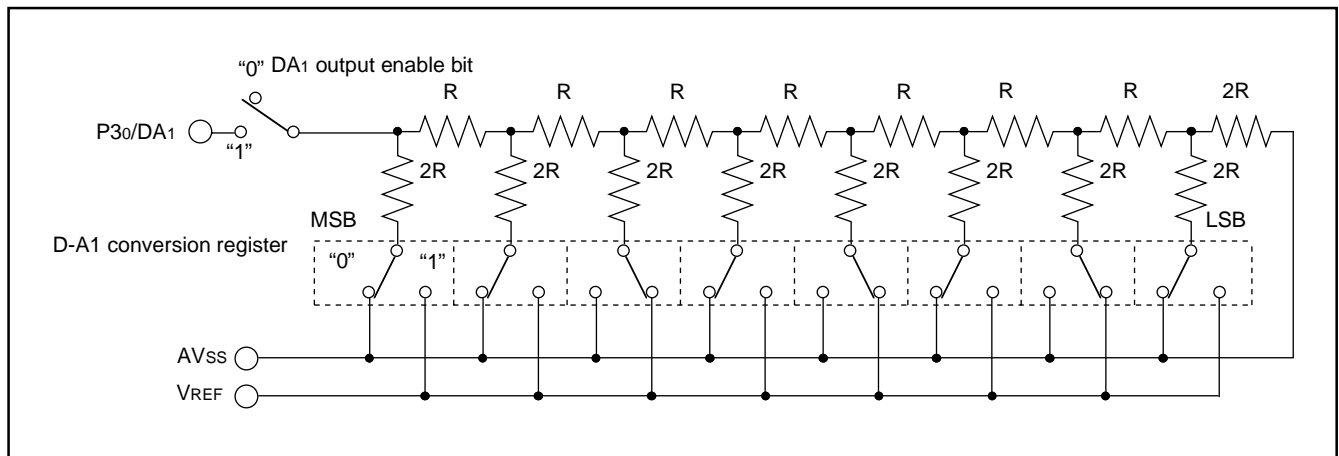 “0” DA1 output enable bit
R R R R R R R 2R
P30/DA1
“1”
2R 2R 2R 2R 2R 2R 2R 2R
MSB LSB
D-A1 conversion register
“0” “1”
AVSS
VREF